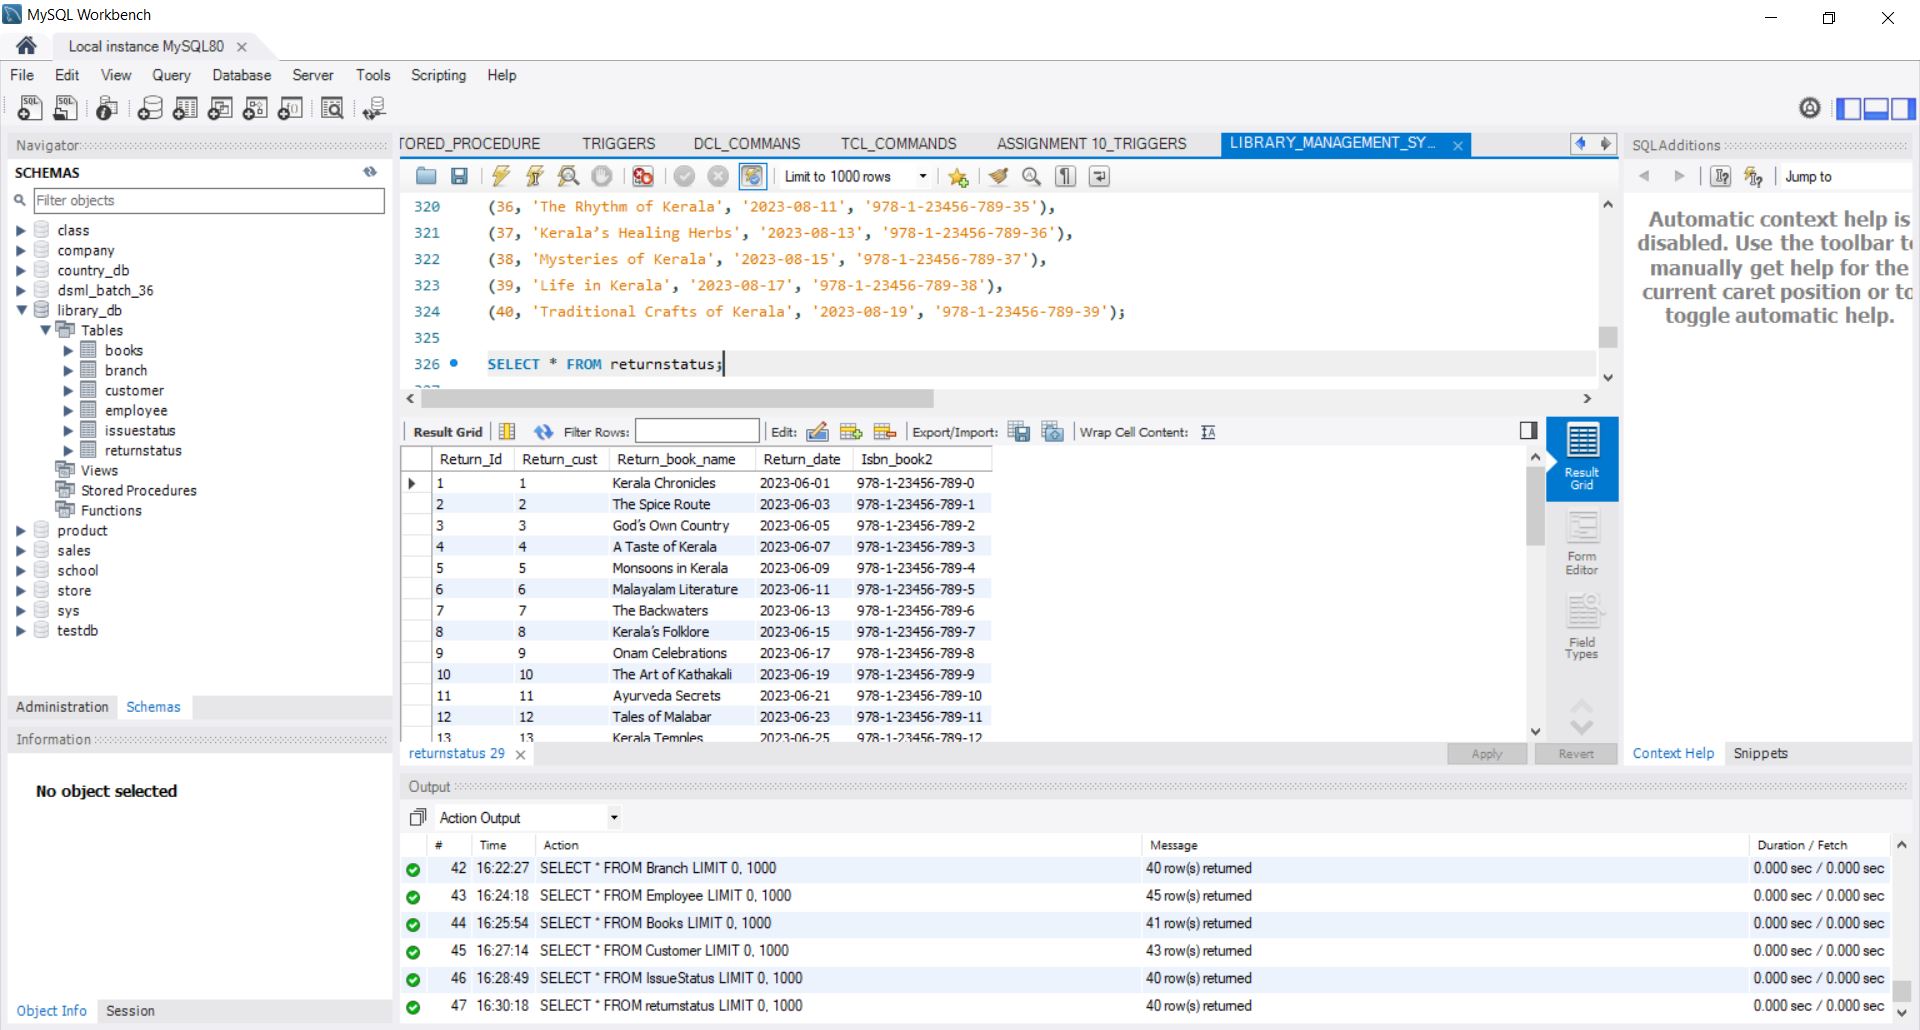 MySQL Workbench
Local instance MySQL80
File Edit View Query Database Server Tools Scripting Help
Navigator
SCHEMAS
Filter objects
class
company
country_db
dsml_batch_36
library_db
Tables
books
branch
customer
employee
issuestatus
returnstatus
Views
Stored Procedures
Functions
product
sales
school
store
sys
testdb
Administration Schemas
Information
No object selected
Object Info Session
TORED_PROCEDURE TRIGGERS DCL_COMMANS TCL_COMMANDS ASSIGNMENT 10_TRIGGERS LIBRARY_MANAGEMENT_SY...
Limit to 1000 rows
320 (36, 'The Rhythm of Kerala', '2023-08-11', '978-1-23456-789-35'),
321 (37, 'Kerala’s Healing Herbs', '2023-08-13', '978-1-23456-789-36'),
322 (38, 'Mysteries of Kerala', '2023-08-15', '978-1-23456-789-37'),
323 (39, 'Life in Kerala', '2023-08-17', '978-1-23456-789-38'),
324 (40, 'Traditional Crafts of Kerala', '2023-08-19', '978-1-23456-789-39');
325
326 SELECT * FROM returnstatus;
Result Grid Filter Rows: Edit: Export/Import: Wrap Cell Content:
Return_Id Return_cust Return_book_name Return_date Isbn_book2
1 1 Kerala Chronicles 2023-06-01 978-1-23456-789-0
2 2 The Spice Route 2023-06-03 978-1-23456-789-1
3 3 God’s Own Country 2023-06-05 978-1-23456-789-2
4 4 A Taste of Kerala 2023-06-07 978-1-23456-789-3
5 5 Monsoons in Kerala 2023-06-09 978-1-23456-789-4
6 6 Malayalam Literature 2023-06-11 978-1-23456-789-5
7 7 The Backwaters 2023-06-13 978-1-23456-789-6
8 8 Kerala’s Folklore 2023-06-15 978-1-23456-789-7
9 9 Onam Celebrations 2023-06-17 978-1-23456-789-8
10 10 The Art of Kathakali 2023-06-19 978-1-23456-789-9
11 11 Ayurveda Secrets 2023-06-21 978-1-23456-789-10
12 12 Tales of Malabar 2023-06-23 978-1-23456-789-11
13 13 Kerala Temples 2023-06-25 978-1-23456-789-12
Result Grid
Form Editor
Field Types
returnstatus 29
Apply Revert
SQLAdditions
Jump to
Automatic context help is
disabled. Use the toolbar to
manually get help for the
current caret position or to
toggle automatic help.
Context Help Snippets
Output
Action Output
# Time Action Message Duration / Fetch
42 16:22:27 SELECT * FROM Branch LIMIT 0, 1000 40 row(s) returned 0.000 sec / 0.000 sec
43 16:24:18 SELECT * FROM Employee LIMIT 0, 1000 45 row(s) returned 0.000 sec / 0.000 sec
44 16:25:54 SELECT * FROM Books LIMIT 0, 1000 41 row(s) returned 0.000 sec / 0.000 sec
45 16:27:14 SELECT * FROM Customer LIMIT 0, 1000 43 row(s) returned 0.000 sec / 0.000 sec
46 16:28:49 SELECT * FROM IssueStatus LIMIT 0, 1000 40 row(s) returned 0.000 sec / 0.000 sec
47 16:30:18 SELECT * FROM returnstatus LIMIT 0, 1000 40 row(s) returned 0.000 sec / 0.000 sec